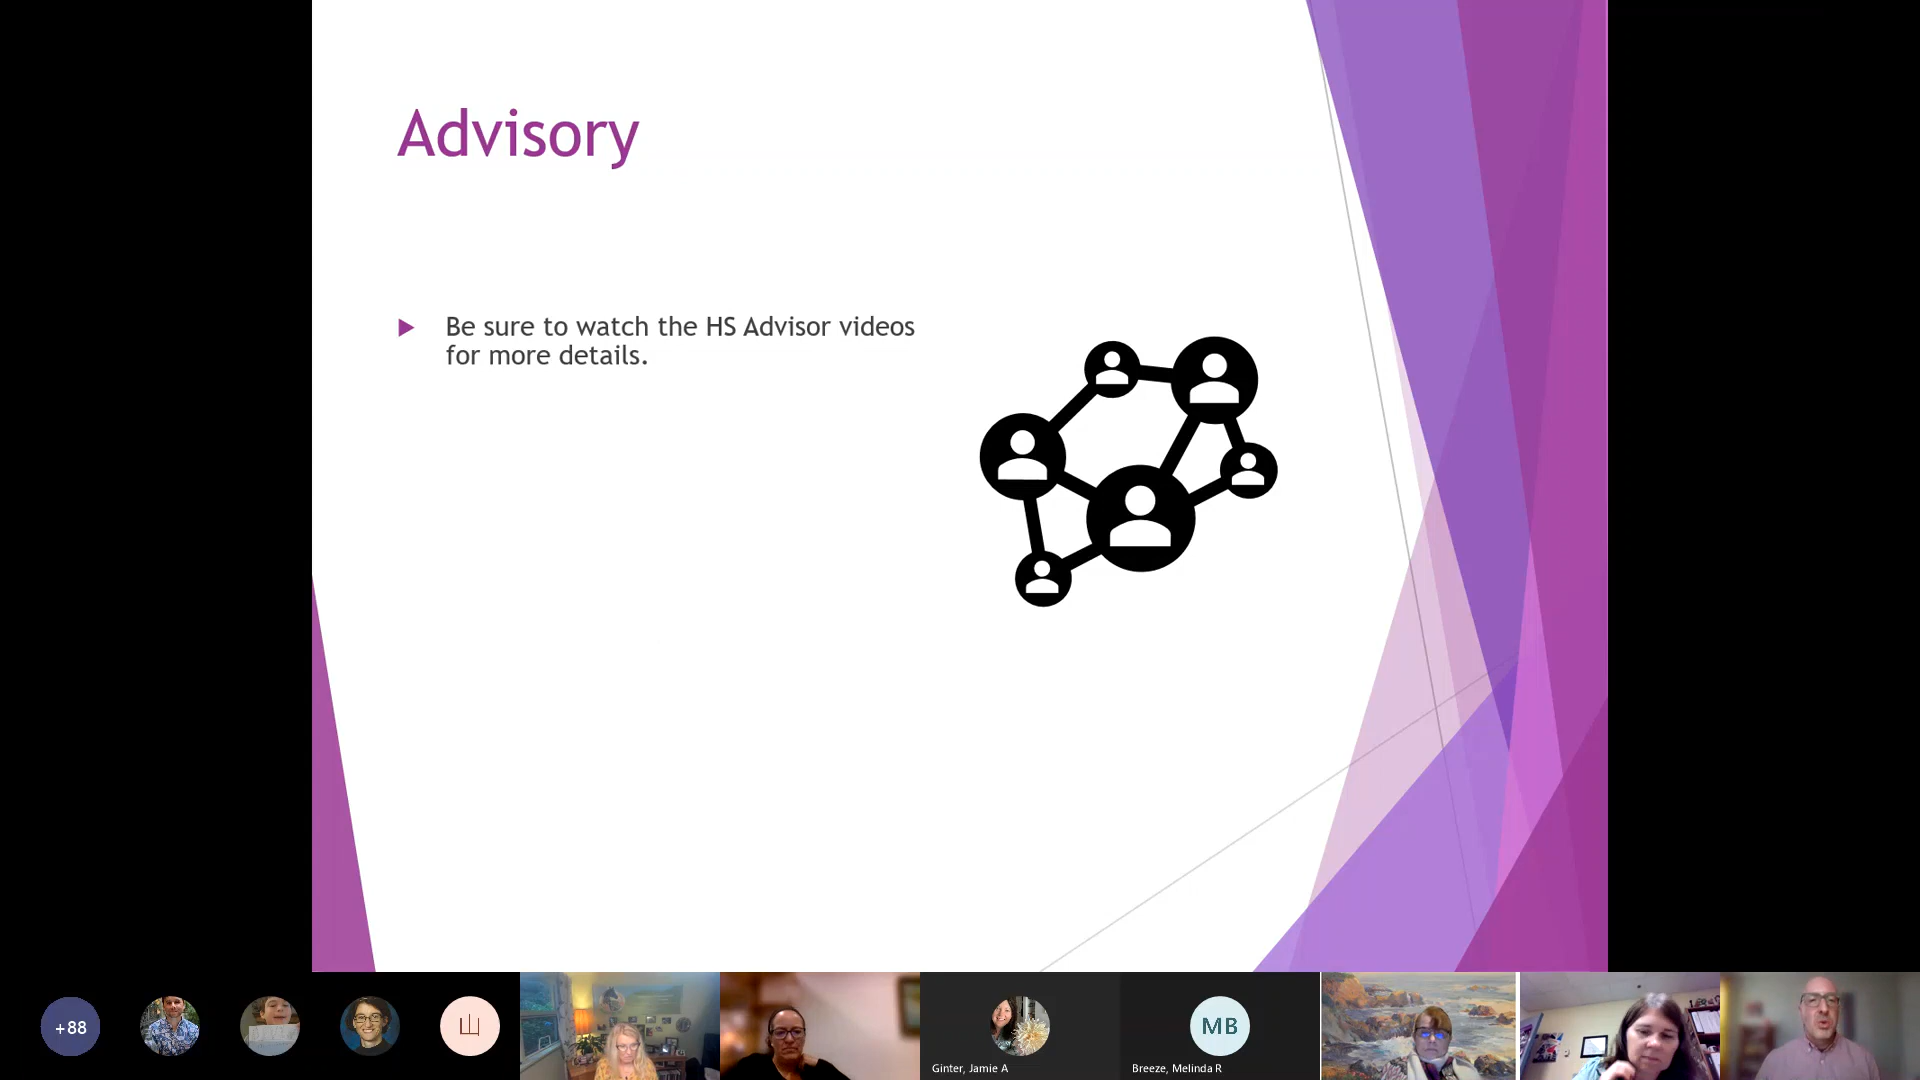 Advisory
Be sure to watch the HS Advisor videos
for more details.
+88
Ш
MB
Ginter, Jamie A
Breeze, Melinda R